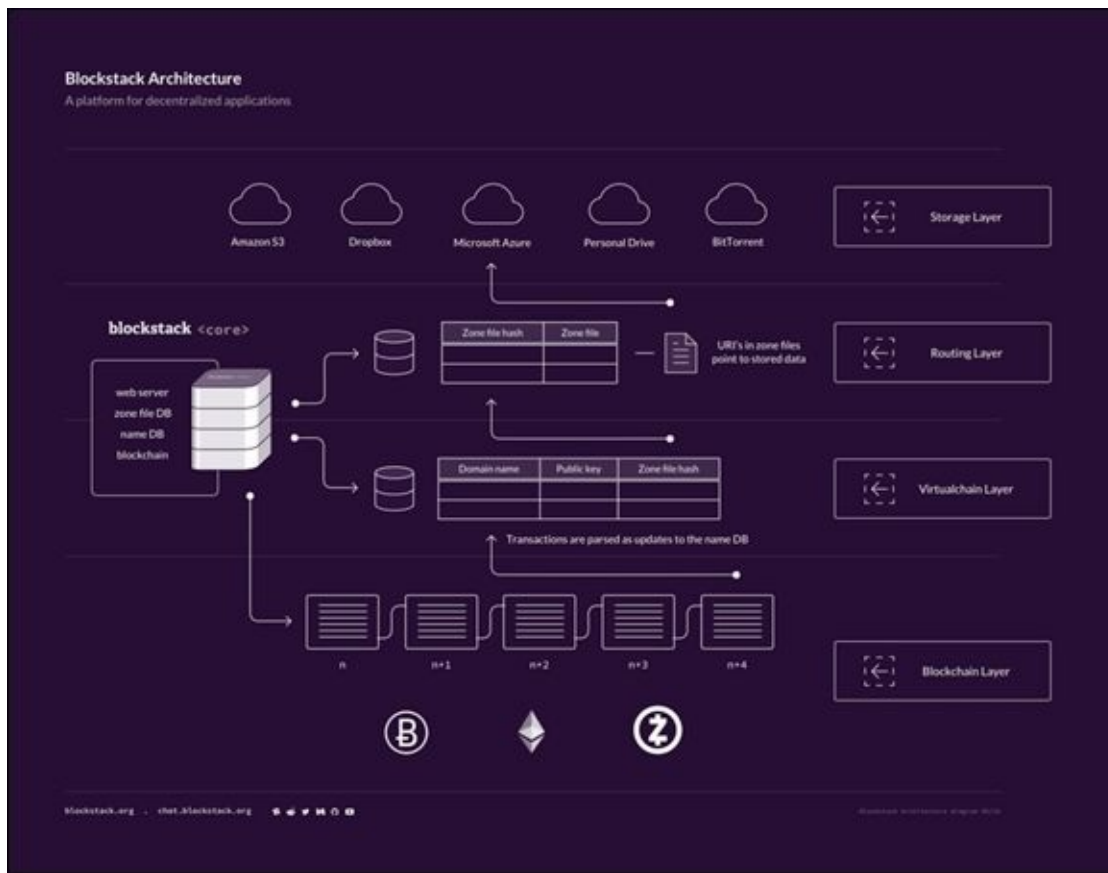 Blockstack Architecture
A platform for decentralized applications
Amazon S3
Dropbox
Microsoft Azure
Personal Drive
BitTorrent
Storage Layer
blockstack <core>
web server
zone file DB
name DB
blockchain
Zone file hash
Zone file
URI's in zone files
point to stored data
Routing Layer
Domain name
Public key
Zone file hash
Virtualchain Layer
Transactions are parsed as updates to the name DB
n
n+1
n+2
n+3
n+4
Blockchain Layer
blockstack.org . chat.blockstack.org
Blockstack architecture diagram